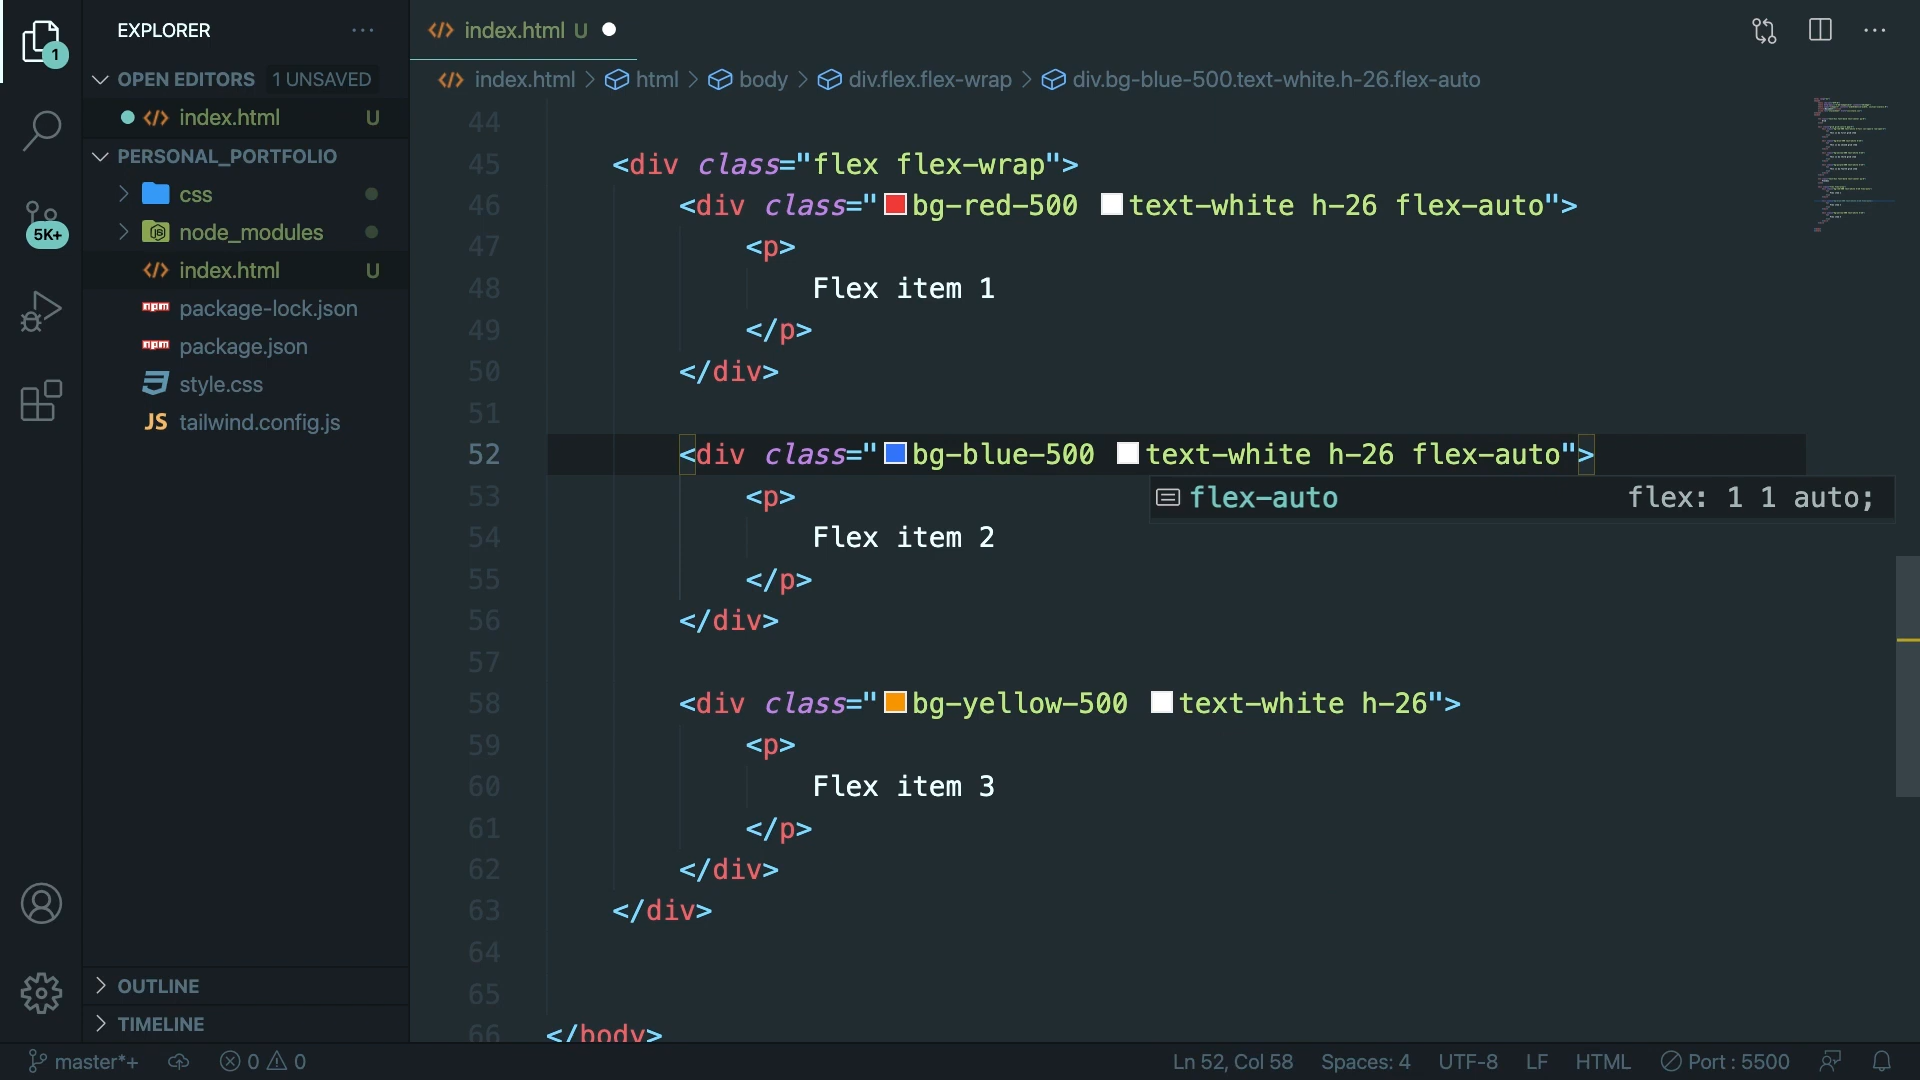 EXPLORER
1
OPEN EDITORS 1 UNSAVED
index.html U
PERSONAL_PORTFOLIO
css
node_modules
index.html U
package-lock.json
package.json
style.css
JS tailwind.config.js
5K+
OUTLINE
TIMELINE
index.html U
index.html > html > body > div.flex.flex-wrap > div.bg-blue-500.text-white.h-26.flex-auto
44
45 <div class="flex flex-wrap">
46 <div class="bg-red-500 text-white h-26 flex-auto">
47 <p>
48 Flex item 1
49 </p>
50 </div>
51
52 <div class="bg-blue-500 text-white h-26 flex-auto">
flex-auto flex: 1 1 auto;
53 <p>
54 Flex item 2
55 </p>
56 </div>
57
58 <div class="bg-yellow-500 text-white h-26">
59 <p>
60 Flex item 3
61 </p>
62 </div>
63 </div>
64
65
66 </body>
master*+ 0 0 Ln 52, Col 58 Spaces: 4 UTF-8 LF HTML Port : 5500